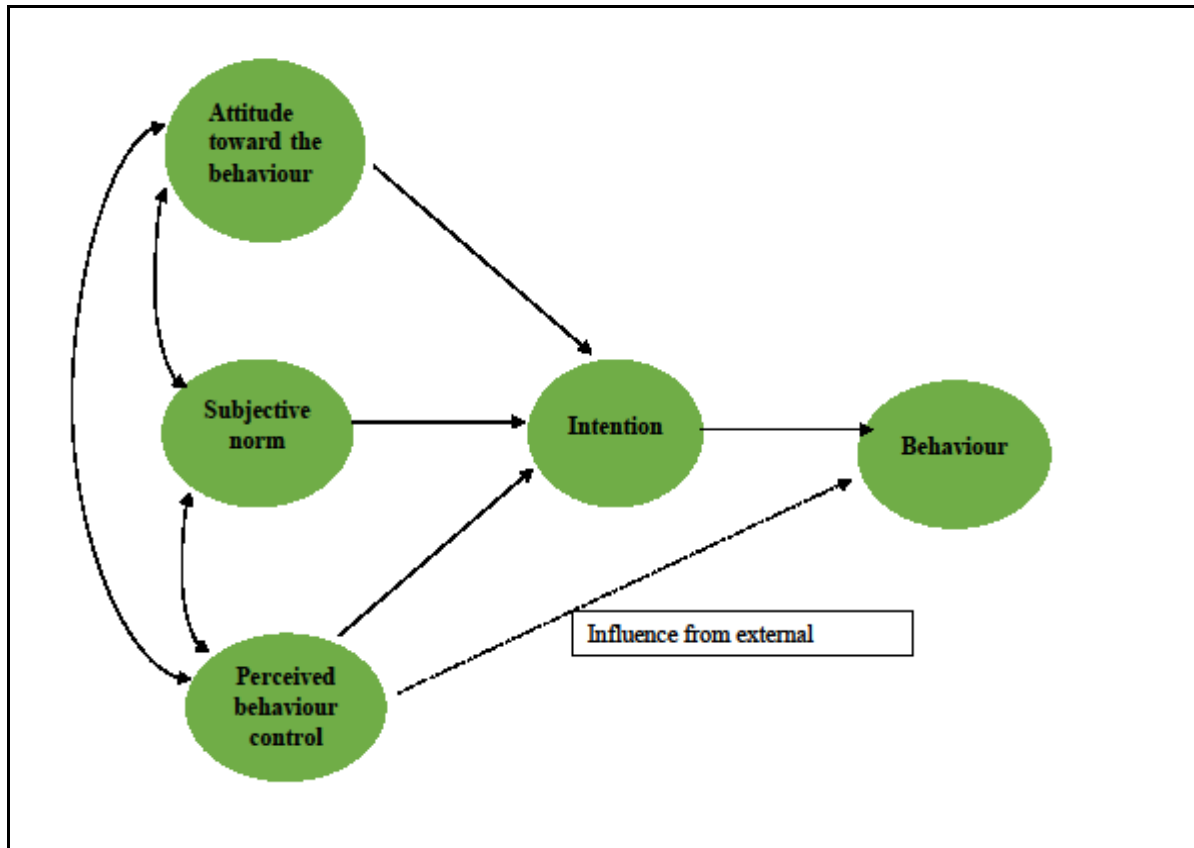 Attitude
toward the
behaviour
Subjective
norm
Intention
Behaviour
Influence from external
Perceived
behaviour
control